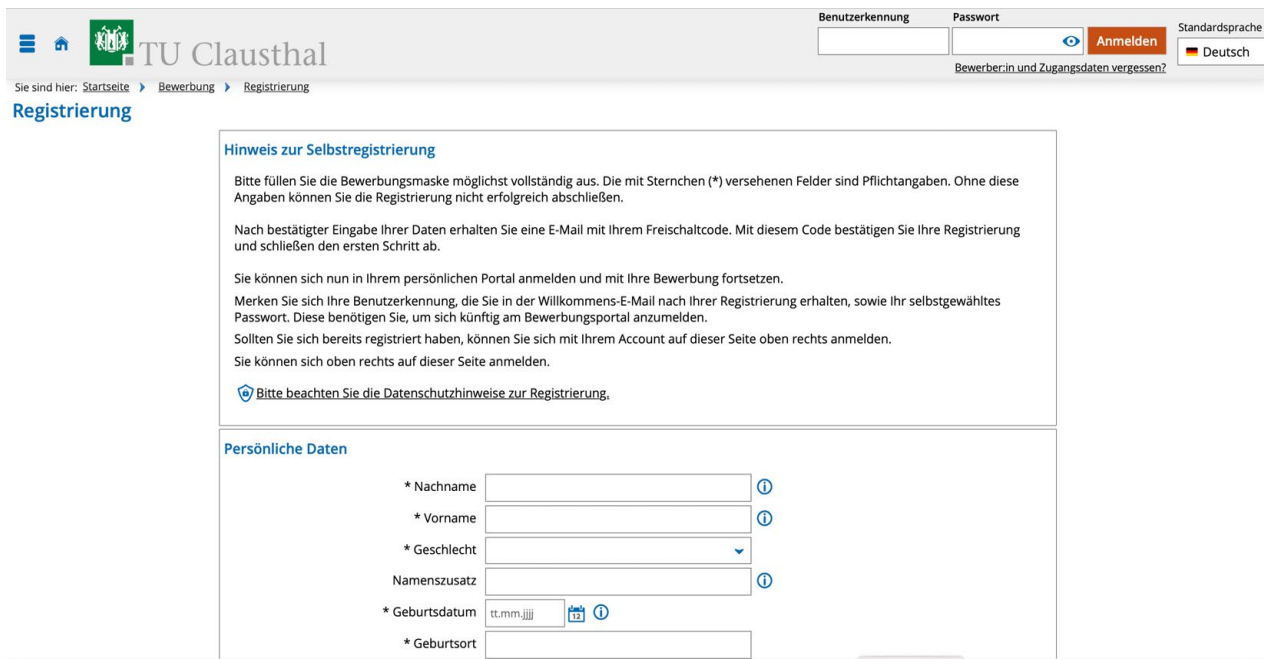 Benutzerkennung Passwort
Standardsprache
TU Clausthal
Anmelden
Deutsch
Bewerber:in und Zugangsdaten vergessen?
Sie sind hier: Startseite Bewerbung Registrierung
Registrierung
Hinweis zur Selbstregistrierung
Bitte füllen Sie die Bewerbungsmaske möglichst vollständig aus. Die mit Sternchen (*) versehenen Felder sind Pflichtangaben. Ohne diese
Angaben können Sie die Registrierung nicht erfolgreich abschließen.
Nach bestätigter Eingabe Ihrer Daten erhalten Sie eine E-Mail mit Ihrem Freischaltcode. Mit diesem Code bestätigen Sie Ihre Registrierung
und schließen den ersten Schritt ab.
Sie können sich nun in Ihrem persönlichen Portal anmelden und mit Ihre Bewerbung fortsetzen.
Merken Sie sich Ihre Benutzerkennung, die Sie in der Willkommens-E-Mail nach Ihrer Registrierung erhalten, sowie Ihr selbstgewähltes
Passwort. Diese benötigen Sie, um sich künftig am Bewerbungsportal anzumelden.
Sollten Sie sich bereits registriert haben, können Sie sich mit Ihrem Account auf dieser Seite oben rechts anmelden.
Sie können sich oben rechts auf dieser Seite anmelden.
Bitte beachten Sie die Datenschutzhinweise zur Registrierung.
Persönliche Daten
* Nachname
* Vorname
* Geschlecht
Namenszusatz
* Geburtsdatum tt.mm.jjjj 12
* Geburtsort